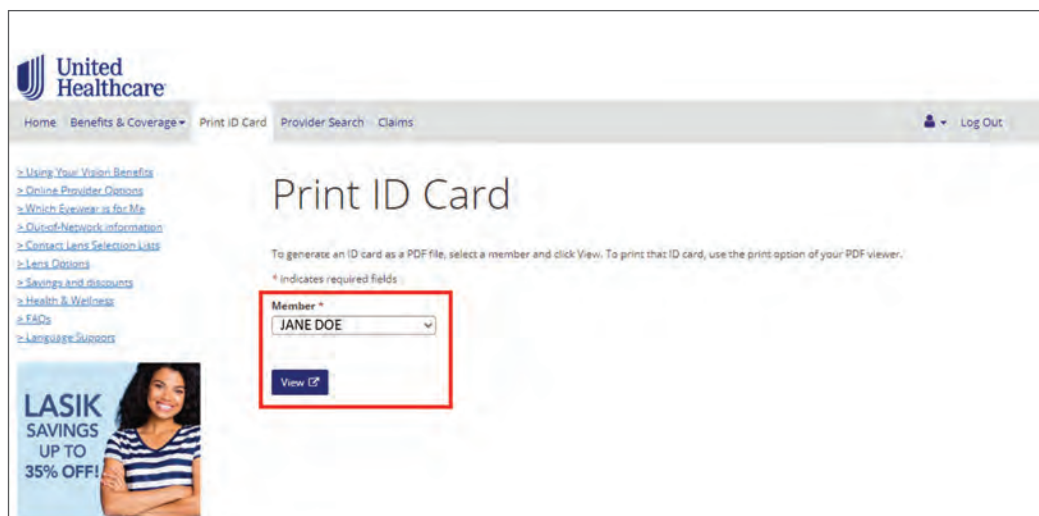 United
Healthcare
Home Benefits & Coverage Print ID Card Provider Search Claims Log Out
> Using Your Vision Benefits
> Online Provider Options
> Which Eyewear is for Me
> Out-of-Network information
> Contact Lens Selection Lists
> Lens Options
> Savings and discounts
> Health & Wellness
> FAQs
> Language Support
LASIK
SAVINGS
UP TO
35% OFF!
Print ID Card
To generate an ID card as a PDF file, select a member and click View. To print that ID card, use the print option of your PDF viewer.
* indicates required fields
Member *
JANE DOE
View